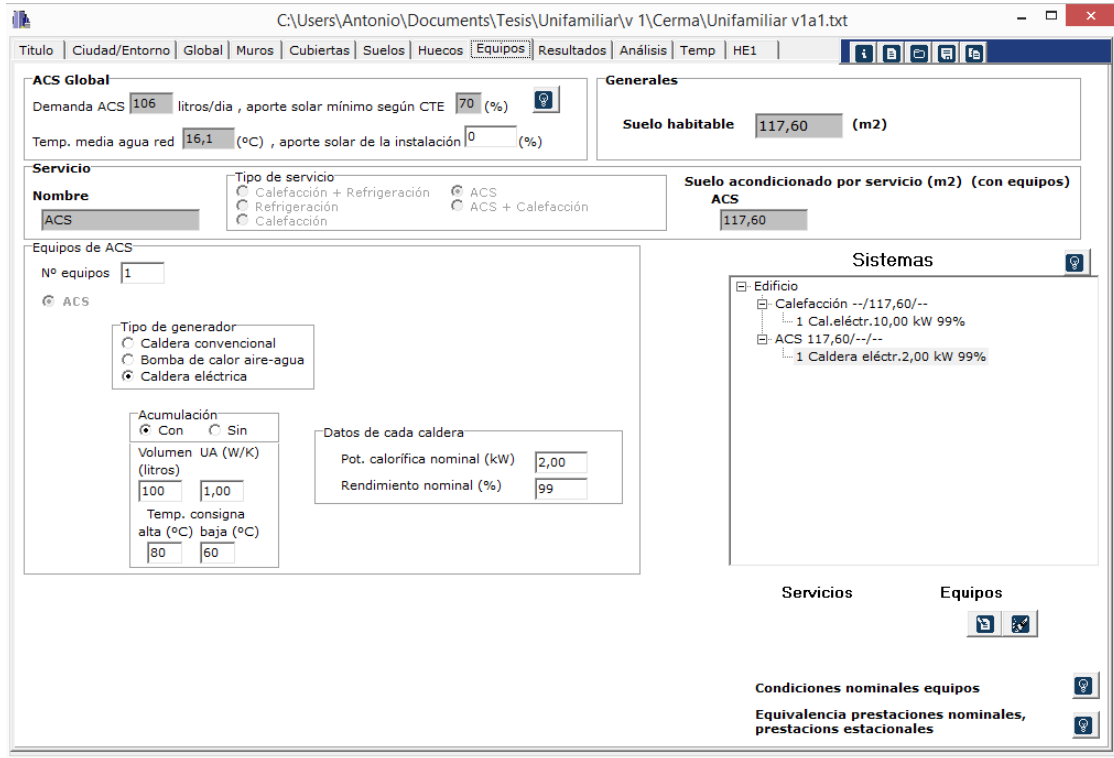 C:\Users\Antonio\Documents\Tesis\Unifamiliar\v 1\Cerma\Unifamiliar v1a1.txt
Titulo Ciudad/Entorno Global Muros Cubiertas Suelos Huecos Equipos Resultados Análisis Temp HE1
ACS Global
Demanda ACS 106 litros/dia , aporte solar mínimo según CTE 70 (%)
Temp. media agua red 16,1 (ºC) , aporte solar de la instalación 0 (%)
Generales
Suelo habitable 117,60 (m2)
Servicio
Nombre
ACS
Tipo de servicio
Calefacción + Refrigeración ACS
Refrigeración ACS + Calefacción
Calefacción
Suelo acondicionado por servicio (m2) (con equipos)
ACS
117,60
Equipos de ACS
Nº equipos 1
ACS
Tipo de generador
Caldera convencional
Bomba de calor aire-agua
Caldera eléctrica
Acumulación
Con Sin
Volumen UA (W/K)
(litros)
100 1,00
Temp. consigna
alta (ºC) baja (ºC)
80 60
Datos de cada caldera
Pot. calorífica nominal (kW) 2,00
Rendimiento nominal (%) 99
Sistemas
Edificio
Calefacción --/117,60/--
1 Cal.eléctr.10,00 kW 99%
ACS 117,60/--/--
1 Caldera eléctr.2,00 kW 99%
Servicios Equipos
Condiciones nominales equipos
Equivalencia prestaciones nominales,
prestacions estacionales